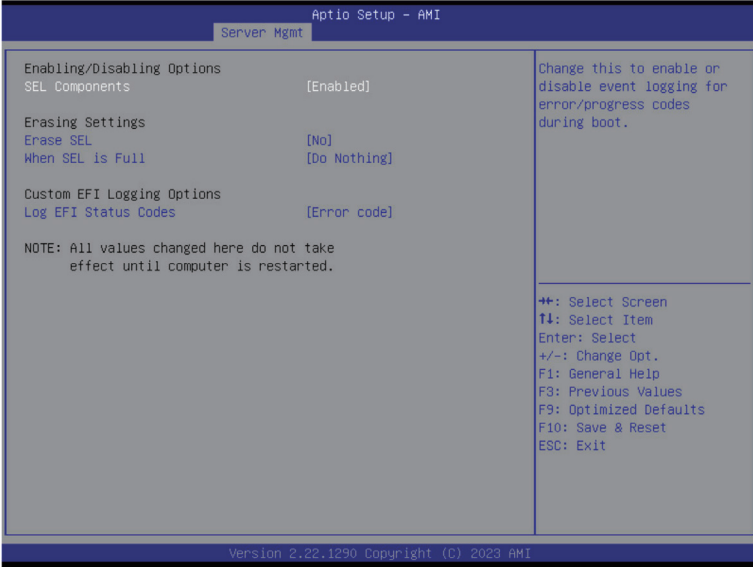 Aptio Setup – AMI
Server Mgmt
Enabling/Disabling Options
SEL Components [Enabled]
Erasing Settings
Erase SEL [No]
When SEL is Full [Do Nothing]
Custom EFI Logging Options
Log EFI Status Codes [Error code]
NOTE: All values changed here do not take
effect until computer is restarted.
Change this to enable or
disable event logging for
error/progress codes
during boot.
→←: Select Screen
↑↓: Select Item
Enter: Select
+/-: Change Opt.
F1: General Help
F3: Previous Values
F9: Optimized Defaults
F10: Save & Reset
ESC: Exit
Version 2.22.1290 Copyright (C) 2023 AMI